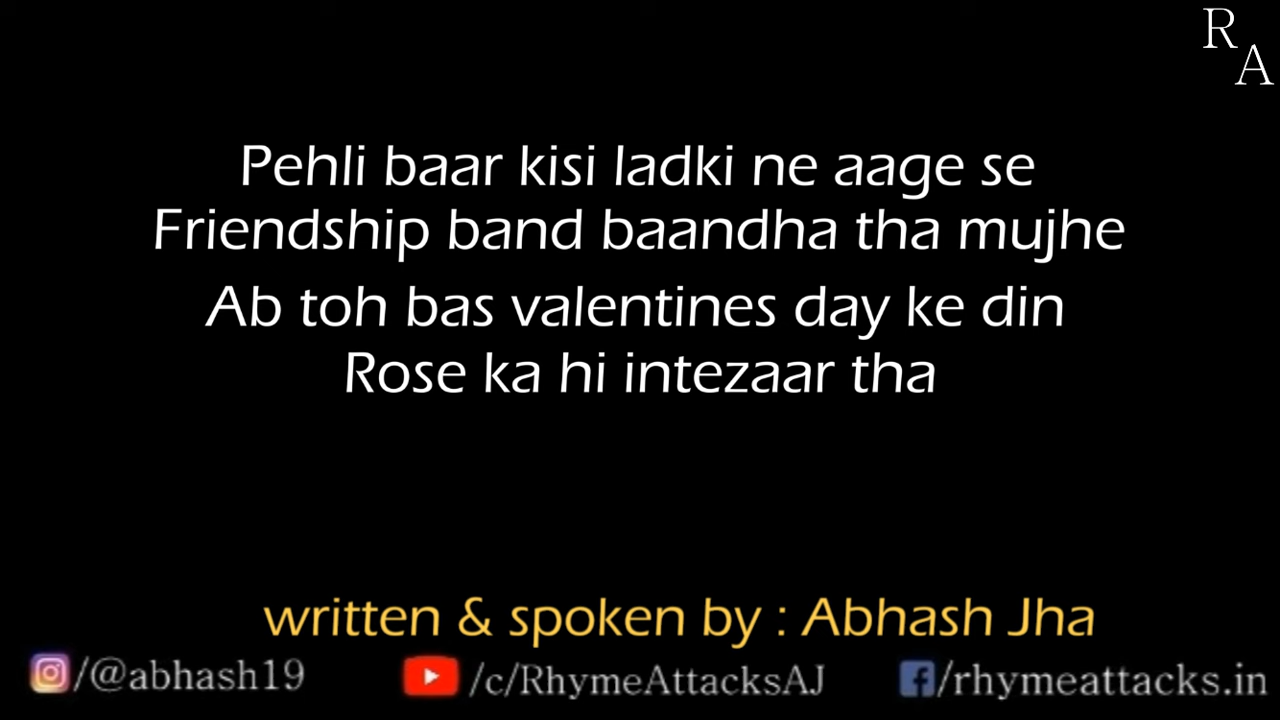 R
A
Pehli baar kisi ladki ne aage se
Friendship band baandha tha mujhe
Ab toh bas valentines day ke din
Rose ka hi intezaar tha
written & spoken by : Abhash Jha
/@abhash19 /c/RhymeAttacksAJ /rhymeattacks.in